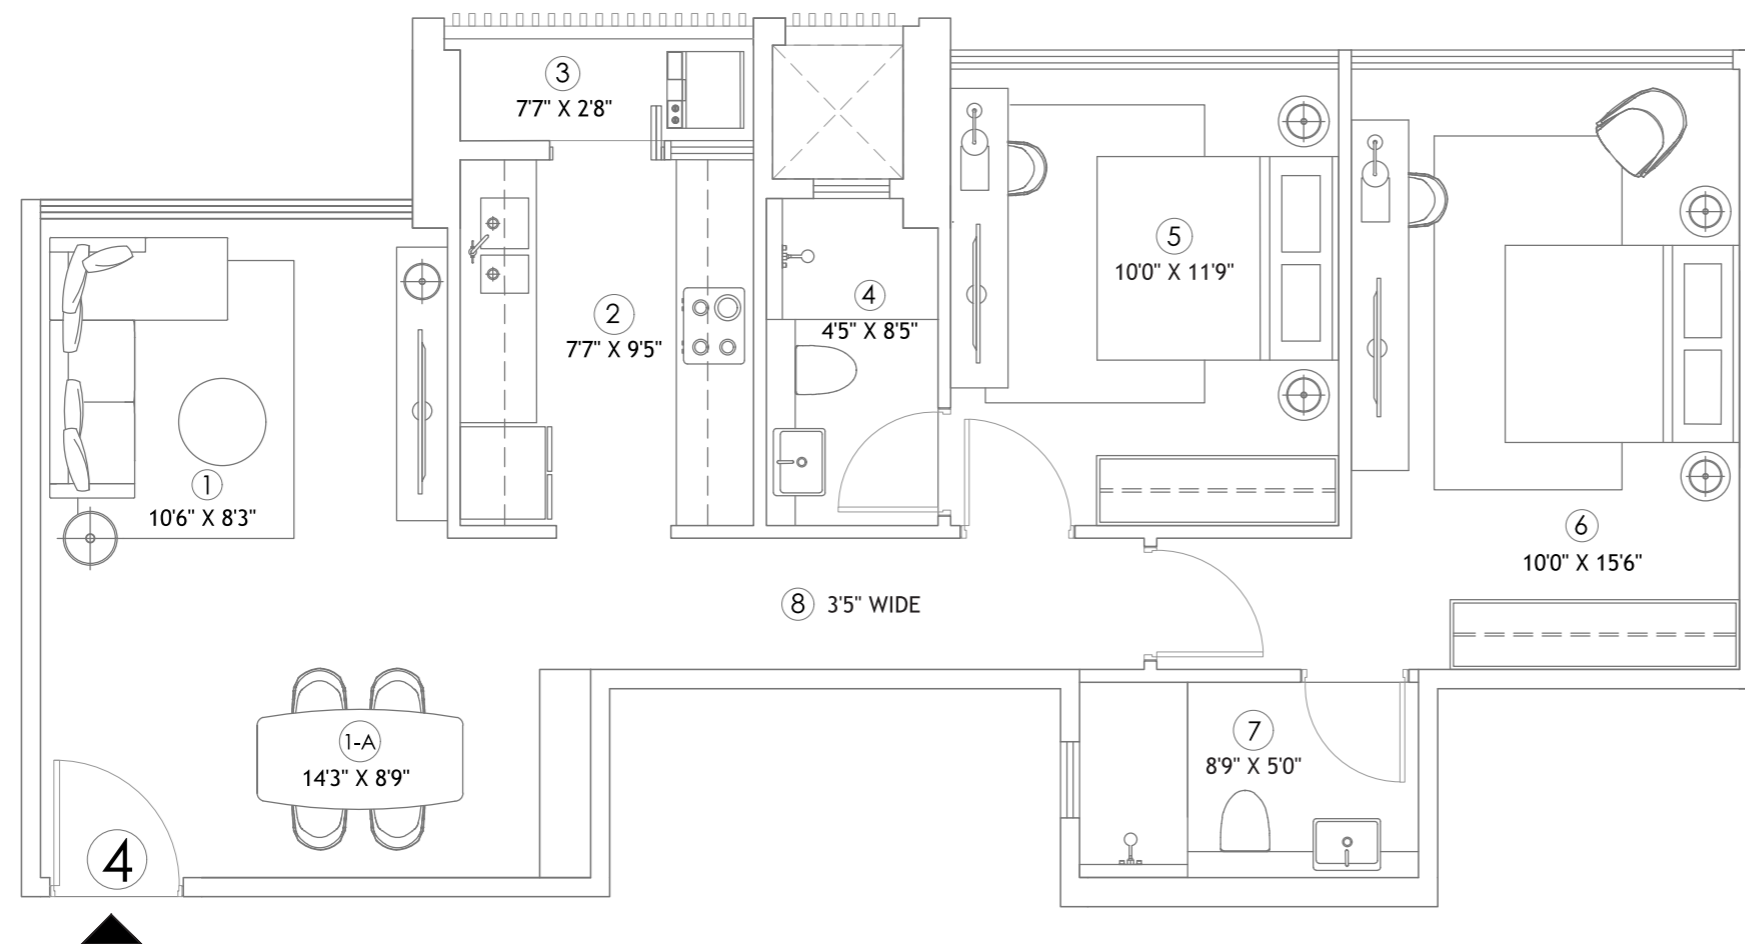 3
7'7" X 2'8"
5
10'0" X 11'9"
4
4'5" X 8'5"
2
7'7" X 9'5"
1
10'6" X 8'3"
6
10'0" X 15'6"
8 3'5" WIDE
1-A
14'3" X 8'9"
7
8'9" X 5'0"
4